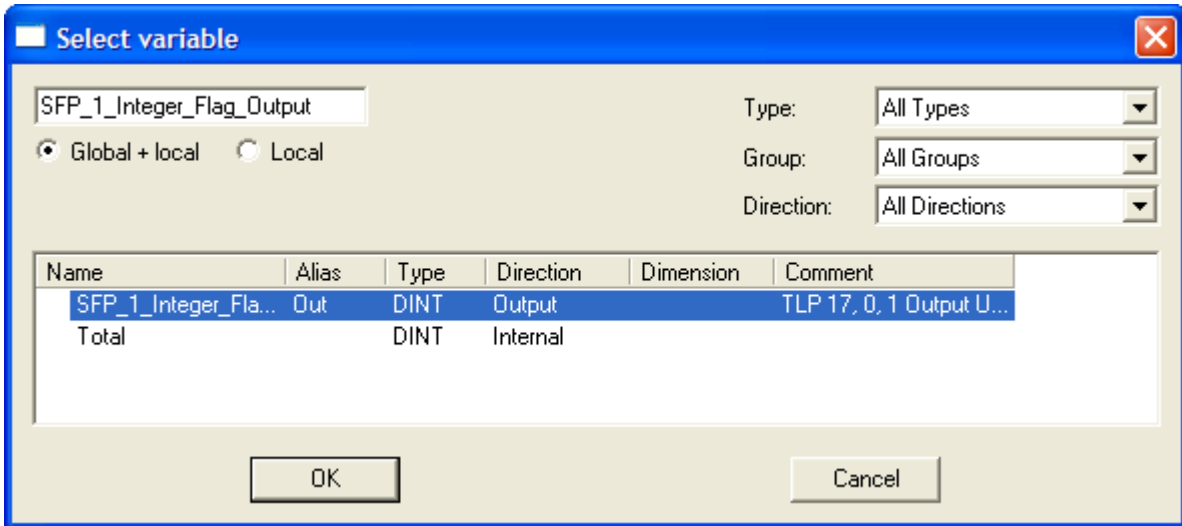 Select variable
SFP_1_Integer_Flag_Output
Type: All Types
Global + local Local
Group: All Groups
Direction: All Directions
Name Alias Type Direction Dimension Comment
SFP_1_Integer_Fla... Out DINT Output TLP 17, 0, 1 Output U...
Total DINT Internal
OK Cancel